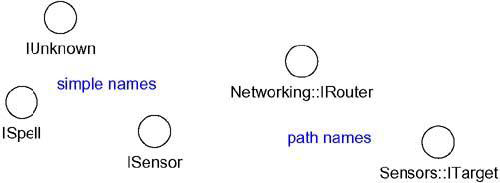 IUnknown
simple names
Networking::IRouter
ISpell
ISensor
path names
Sensors::ITarget